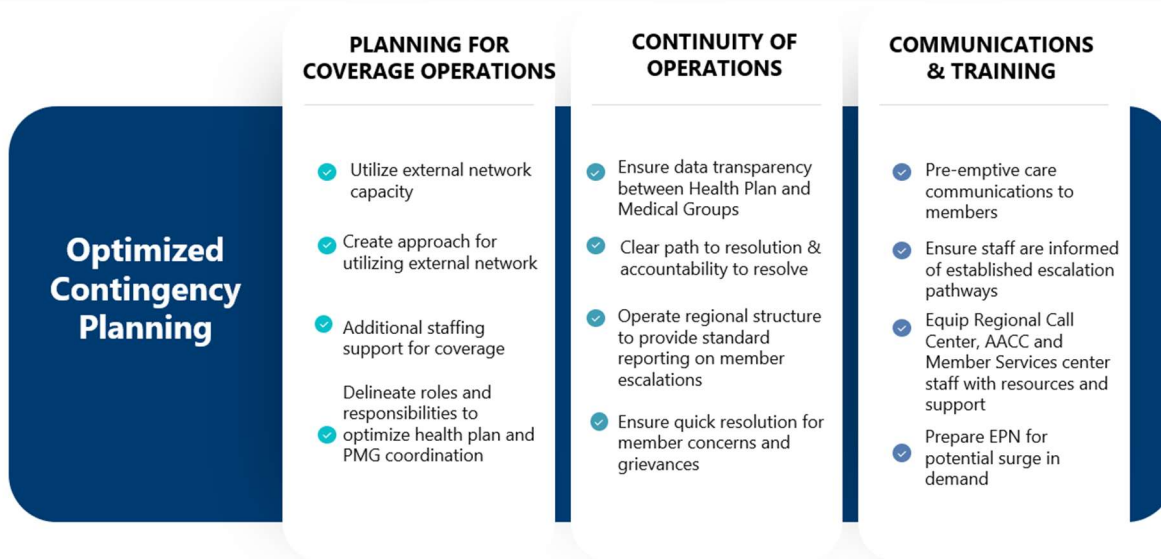 Optimized
Contingency
Planning
PLANNING FOR
COVERAGE OPERATIONS
Utilize external network
capacity
Create approach for
utilizing external network
Additional staffing
support for coverage
Delineate roles and
responsibilities to
optimize health plan and
PMG coordination
CONTINUITY OF
OPERATIONS
Ensure data transparency
between Health Plan and
Medical Groups
Clear path to resolution &
accountability to resolve
Operate regional structure
to provide standard
reporting on member
escalations
Ensure quick resolution for
member concerns and
grievances
COMMUNICATIONS
& TRAINING
Pre-emptive care
communications to
members
Ensure staff are informed
of established escalation
pathways
Equip Regional Call
Center, AACC and
Member Services center
staff with resources and
support
Prepare EPN for
potential surge in
demand